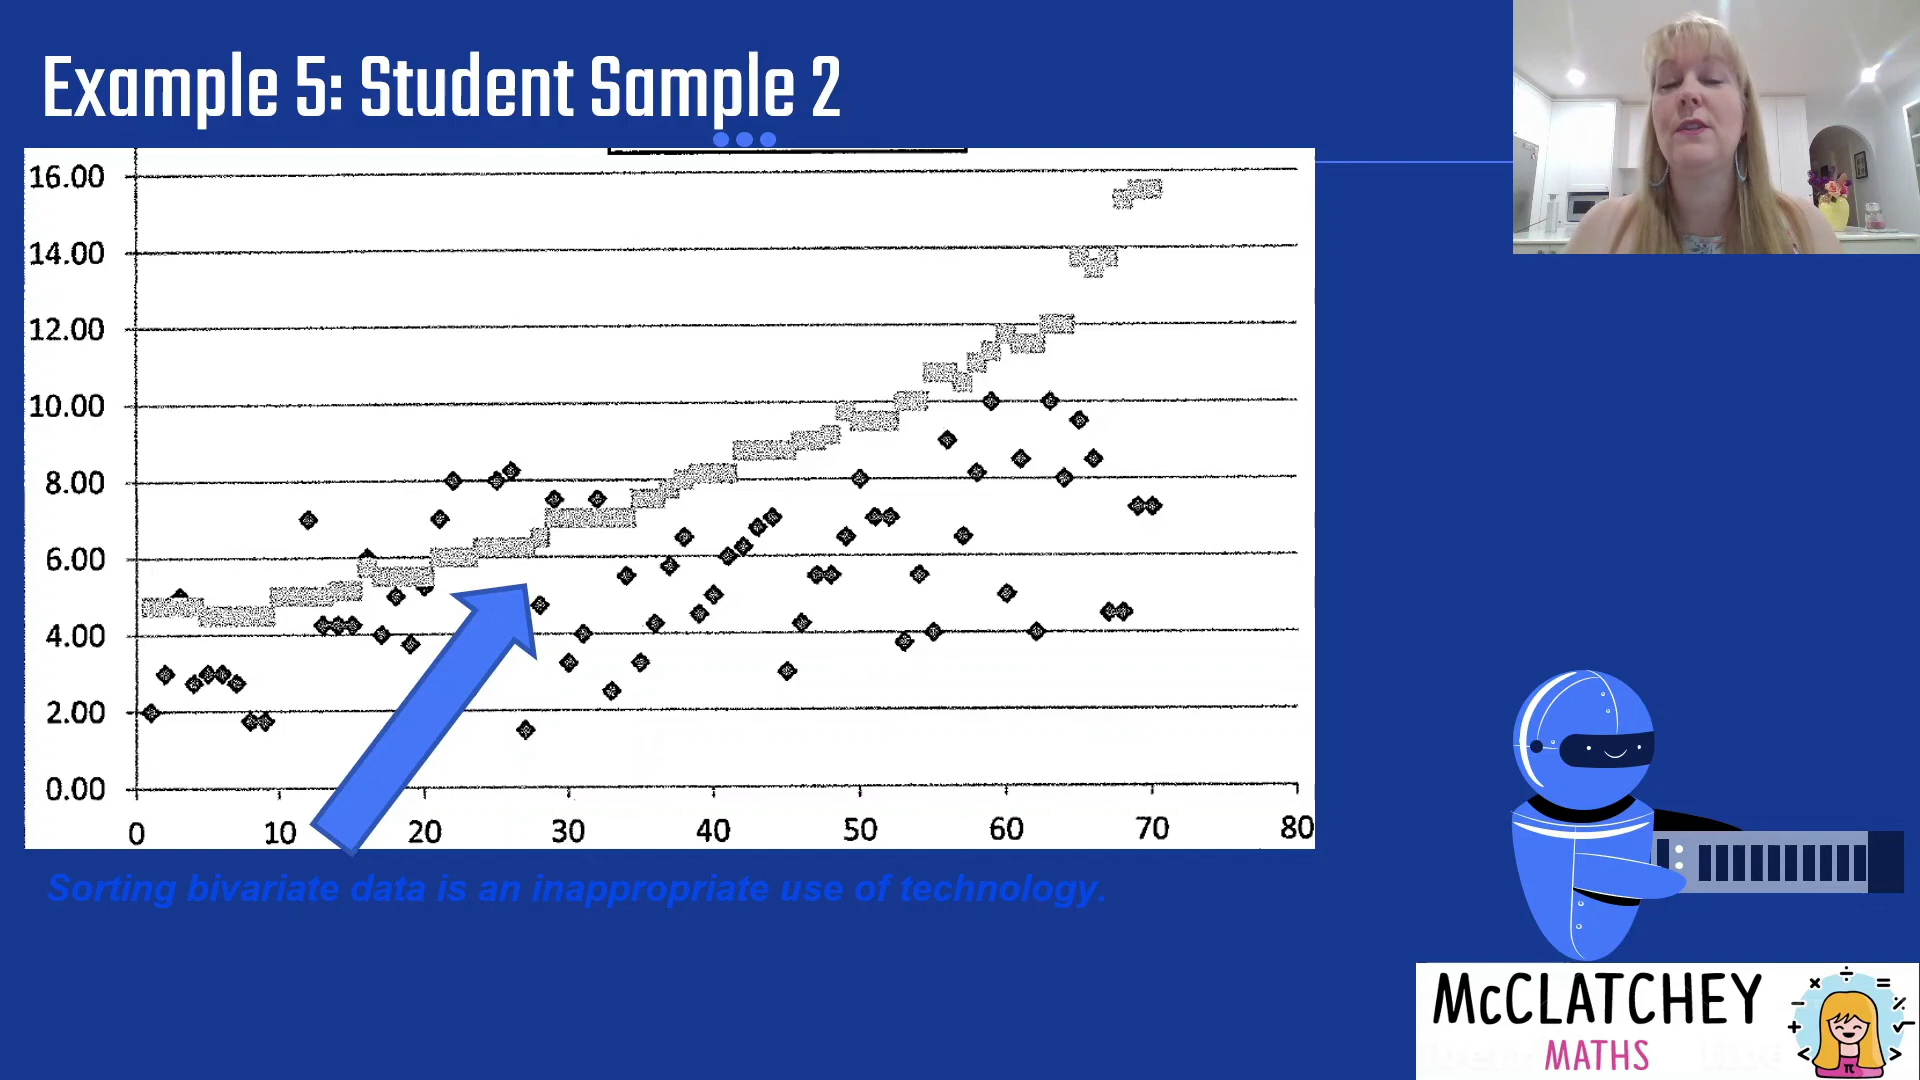 Example 5: Student Sample 2
16.00
14.00
12.00
10.00
8.00
6.00
4.00
2.00
0.00
0 10 20 30 40 50 60 70 80
Sorting bivariate data is an inappropriate use of technology.
McCLATCHEY
MATHS
π